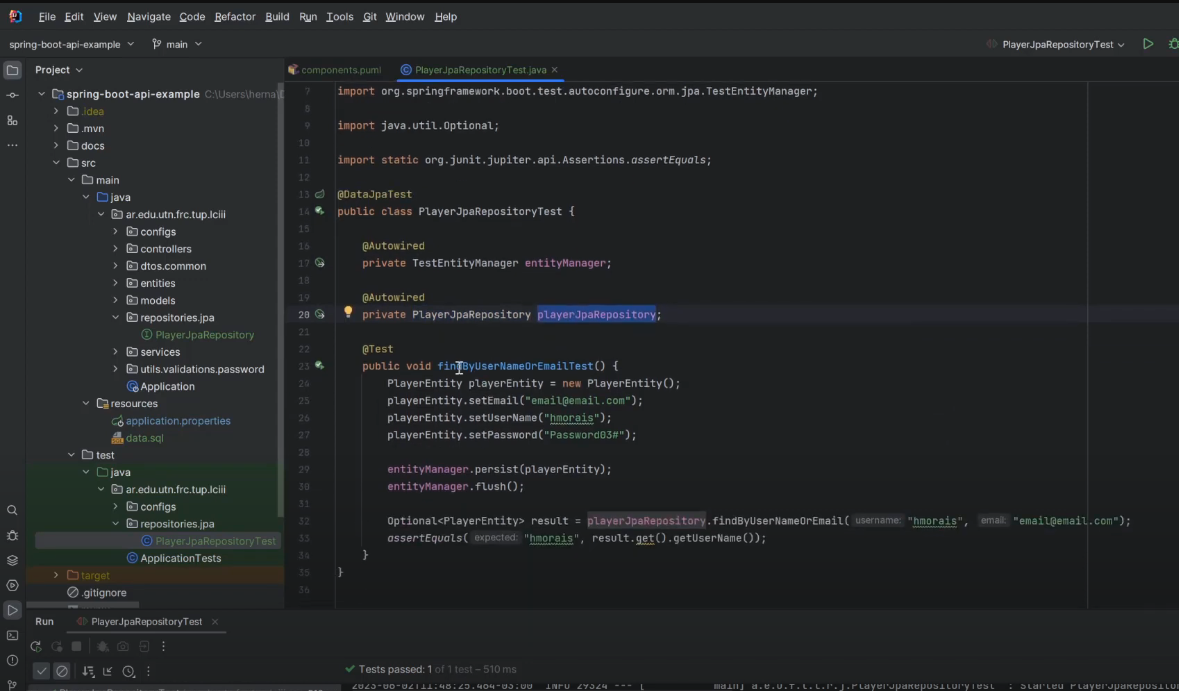 File Edit View Navigate Code Refactor Build Run Tools Git Window Help
spring-boot-api-example main PlayerJpaRepositoryTest
Project
components.puml PlayerJpaRepositoryTest.java
spring-boot-api-example C:\Users\herna\
.idea
.mvn
docs
src
main
java
ar.edu.utn.frc.tup.lciii
configs
controllers
dtos.common
entities
models
repositories.jpa
PlayerJpaRepository
services
utils.validations.password
Application
resources
application.properties
data.sql
test
java
ar.edu.utn.frc.tup.lciii
configs
repositories.jpa
PlayerJpaRepositoryTest
ApplicationTests
target
.gitignore
7 import org.springframework.boot.test.autoconfigure.orm.jpa.TestEntityManager;
8
9 import java.util.Optional;
10
11 import static org.junit.jupiter.api.Assertions.assertEquals;
12
13 @DataJpaTest
14 public class PlayerJpaRepositoryTest {
15
16 @Autowired
17 private TestEntityManager entityManager;
18
19 @Autowired
20 private PlayerJpaRepository playerJpaRepository;
21
22 @Test
23 public void findByUserNameOrEmailTest() {
24 PlayerEntity playerEntity = new PlayerEntity();
25 playerEntity.setEmail("email@email.com");
26 playerEntity.setUserName("hmorais");
27 playerEntity.setPassword("Password03#");
28
29 entityManager.persist(playerEntity);
30 entityManager.flush();
31
32 Optional<PlayerEntity> result = playerJpaRepository.findByUserNameOrEmail( username: "hmorais", email: "email@email.com");
33 assertEquals( expected: "hmorais", result.get().getUserName());
34 }
35 }
36
Run PlayerJpaRepositoryTest
Tests passed: 1 of 1 test – 510 ms
2023-06-02T11:48:25.484-03:00 INFO 29324 --- [ main] a.e.u.f.t.l.r.j.PlayerJpaRepositoryTest : Started PlayerJpaRepositoryTest